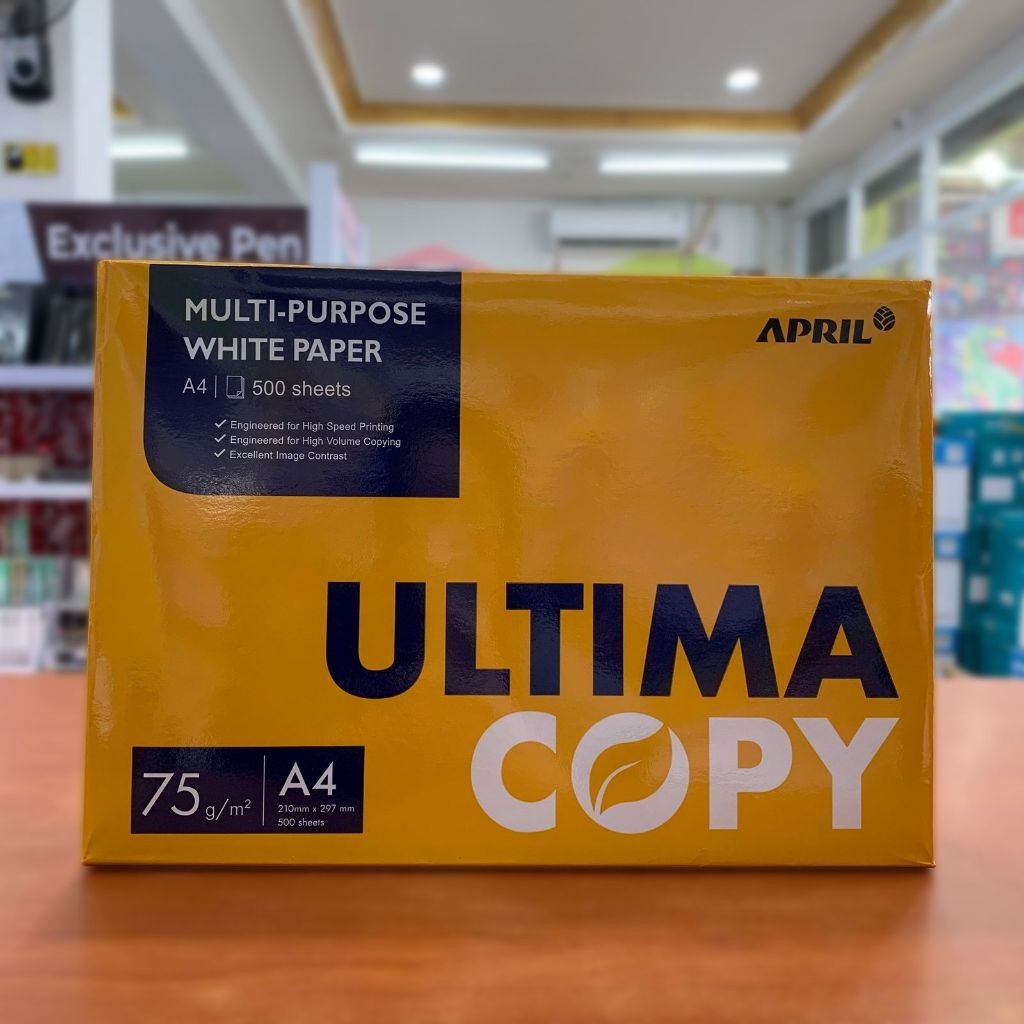 Exclusive Pen
MULTI-PURPOSE
WHITE PAPER
A4 | 500 sheets
✓ Engineered for High Speed Printing
✓ Engineered for High Volume Copying
✓ Excellent Image Contrast
APRIL
ULTIMA
COPY
75 g/m²
A4
210mm x 297 mm
500 sheets